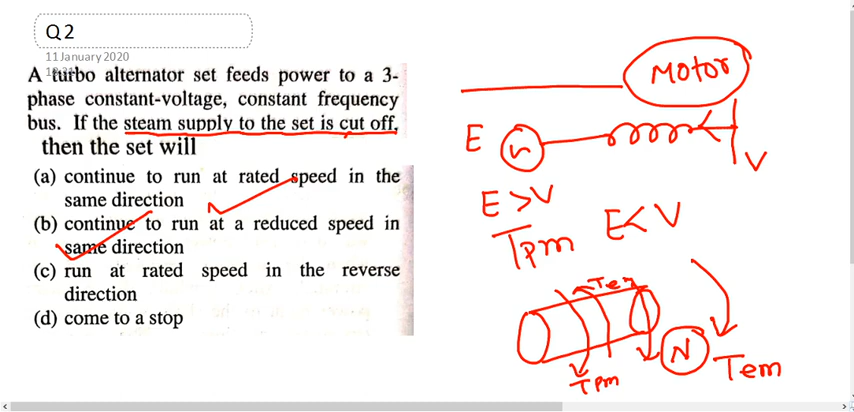 Q 2
11 January 2020
A turbo alternator set feeds power to a 3-
phase constant-voltage, constant frequency
bus. If the steam supply to the set is cut off,
then the set will
(a) continue to run at rated speed in the
same direction
(b) continue to run at a reduced speed in
same direction
(c) run at rated speed in the reverse
direction
(d) come to a stop
Motor
E
V
E>V
E<V
Tpm
N
Tem
Tpm